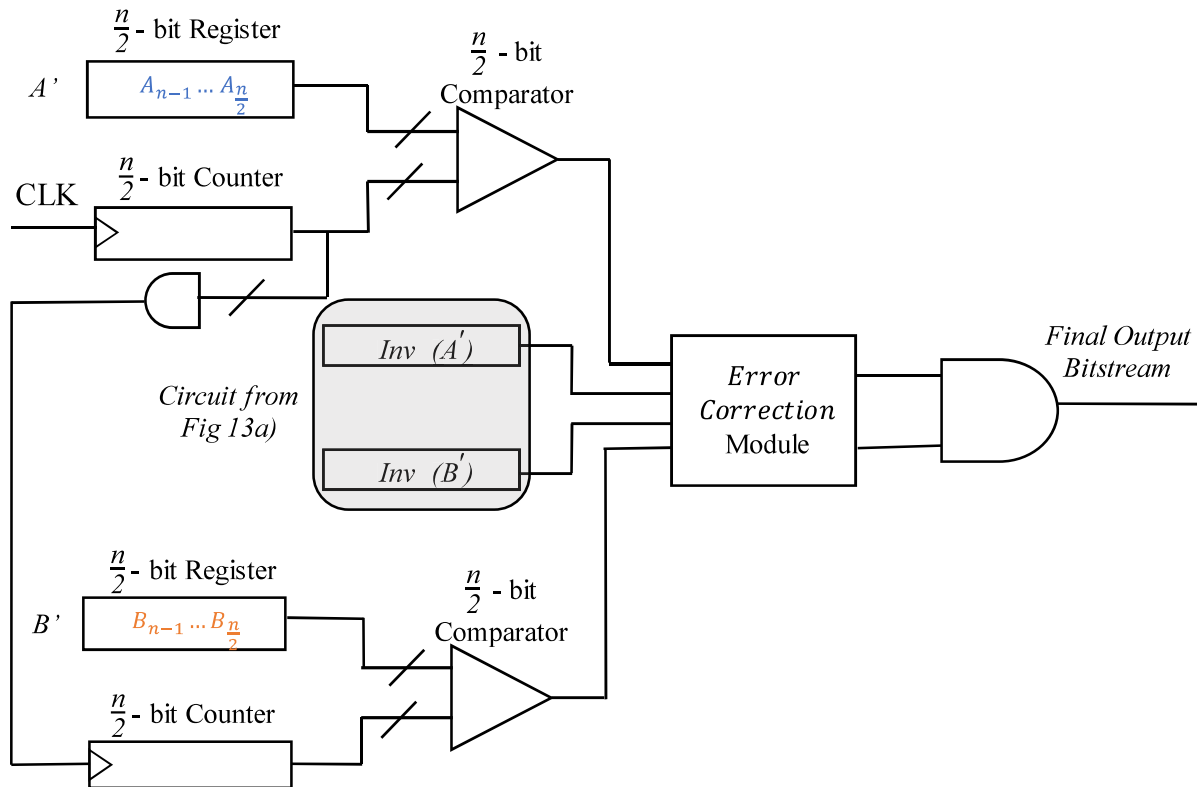 n/2 - bit Register
A’
A_{n−1} … A_{n/2}
n/2 - bit
Comparator
n/2 - bit Counter
CLK
Inv (A′)
Circuit from
Fig 13a)
Inv (B′)
Error
Correction
Module
Final Output
Bitstream
n/2 - bit Register
B’
B_{n−1} … B_{n/2}
n/2 - bit
Comparator
n/2 - bit Counter